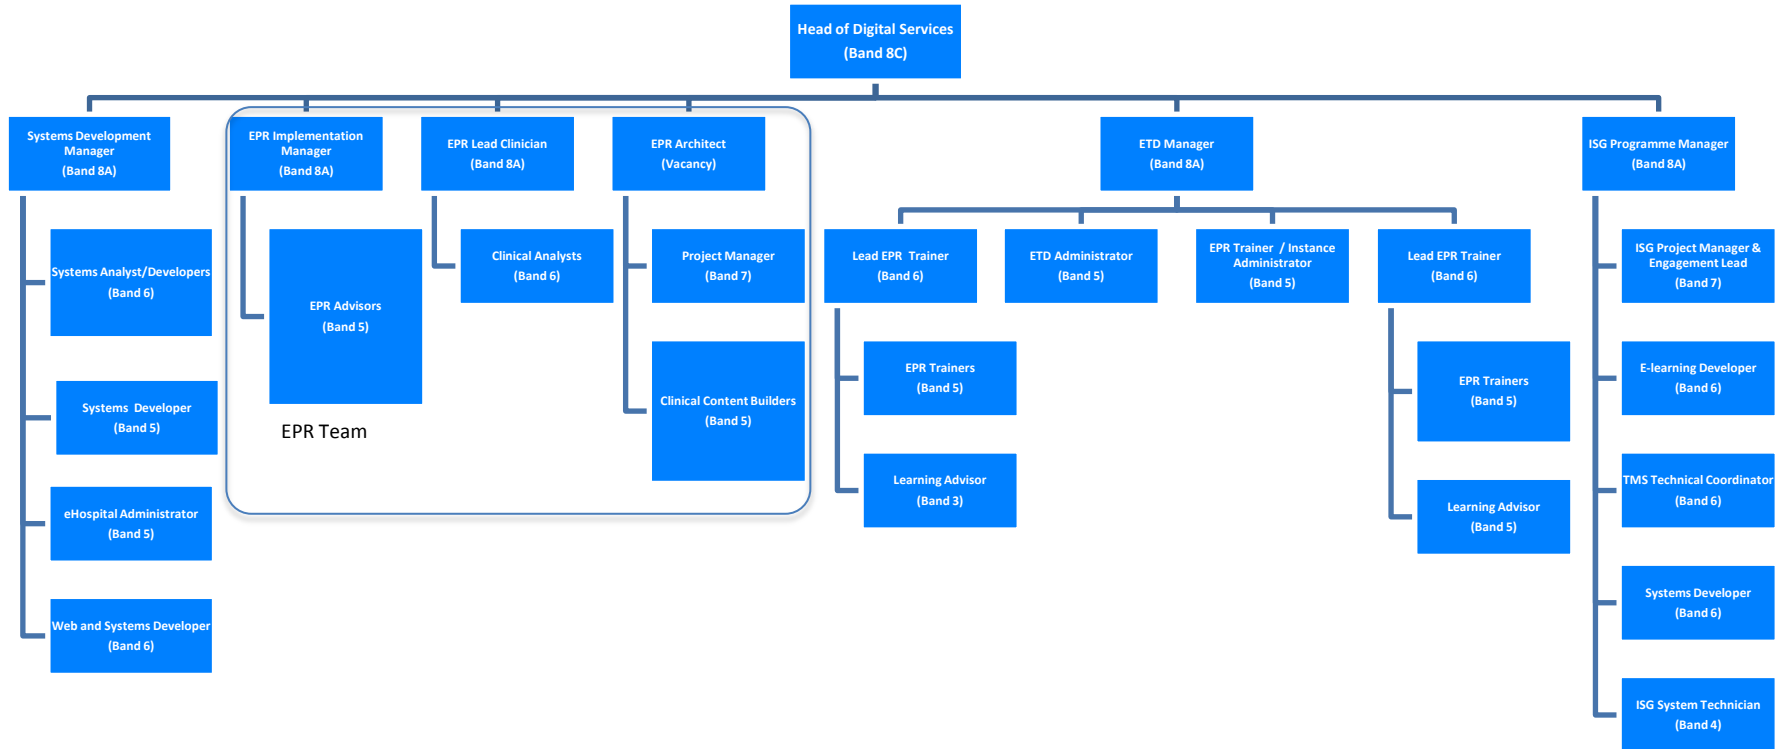 Head of Digital Services
(Band 8C)
Systems Development
Manager
(Band 8A)
EPR Implementation
Manager
(Band 8A)
EPR Lead Clinician
(Band 8A)
EPR Architect
(Vacancy)
ETD Manager
(Band 8A)
ISG Programme Manager
(Band 8A)
Systems Analyst/Developers
(Band 6)
Systems Developer
(Band 5)
eHospital Administrator
(Band 5)
Web and Systems Developer
(Band 6)
EPR Advisors
(Band 5)
EPR Team
Clinical Analysts
(Band 6)
Project Manager
(Band 7)
Clinical Content Builders
(Band 5)
Lead EPR Trainer
(Band 6)
EPR Trainers
(Band 5)
Learning Advisor
(Band 3)
ETD Administrator
(Band 5)
EPR Trainer / Instance
Administrator
(Band 5)
Lead EPR Trainer
(Band 6)
EPR Trainers
(Band 5)
Learning Advisor
(Band 5)
ISG Project Manager &
Engagement Lead
(Band 7)
E-learning Developer
(Band 6)
TMS Technical Coordinator
(Band 6)
Systems Developer
(Band 6)
ISG System Technician
(Band 4)